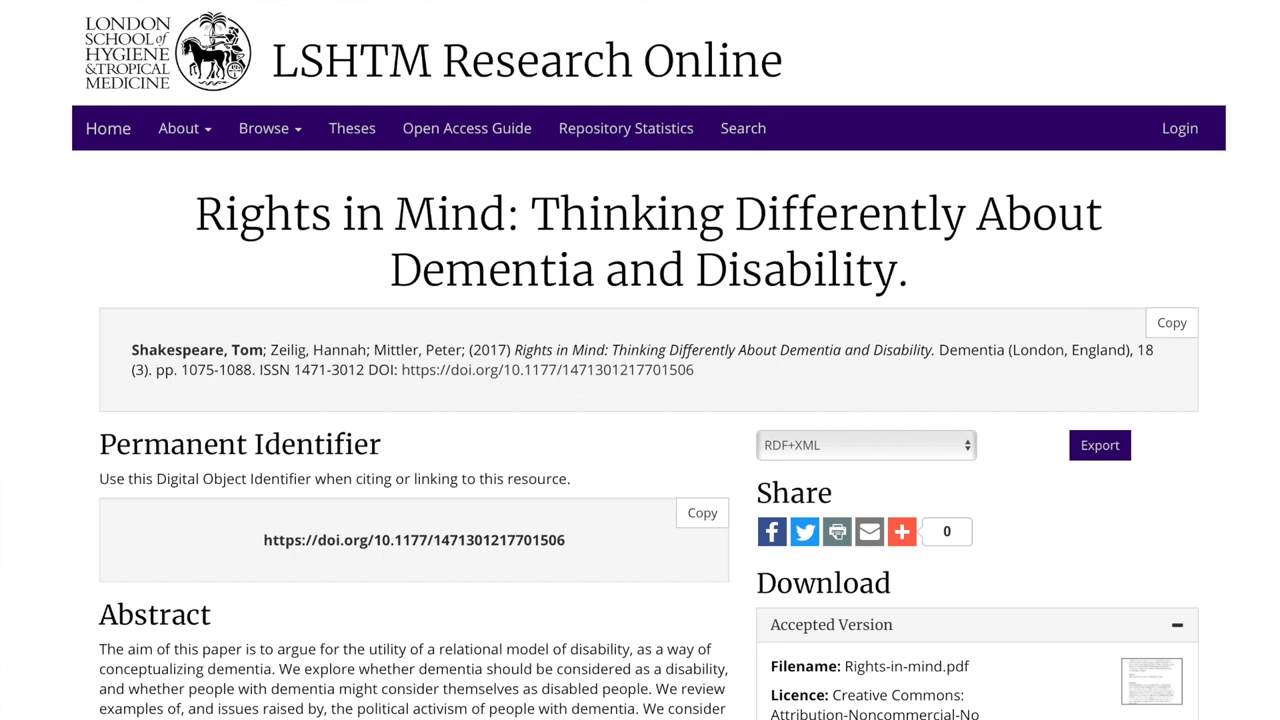 LONDON
SCHOOL of
HYGIENE
& TROPICAL
MEDICINE
LSHTM Research Online
Home About Browse Theses Open Access Guide Repository Statistics Search Login
Rights in Mind: Thinking Differently About
Dementia and Disability.
Copy
Shakespeare, Tom; Zeilig, Hannah; Mittler, Peter; (2017) Rights in Mind: Thinking Differently About Dementia and Disability. Dementia (London, England), 18
(3). pp. 1075-1088. ISSN 1471-3012 DOI: https://doi.org/10.1177/1471301217701506
Permanent Identifier
Use this Digital Object Identifier when citing or linking to this resource.
Copy
https://doi.org/10.1177/1471301217701506
Abstract
The aim of this paper is to argue for the utility of a relational model of disability, as a way of
conceptualizing dementia. We explore whether dementia should be considered as a disability,
and whether people with dementia might consider themselves as disabled people. We review
examples of, and issues raised by, the political activism of people with dementia. We consider
RDF+XML
Export
Share
0
Download
Accepted Version
Filename: Rights-in-mind.pdf
Licence: Creative Commons:
Attribution-Noncommercial-No